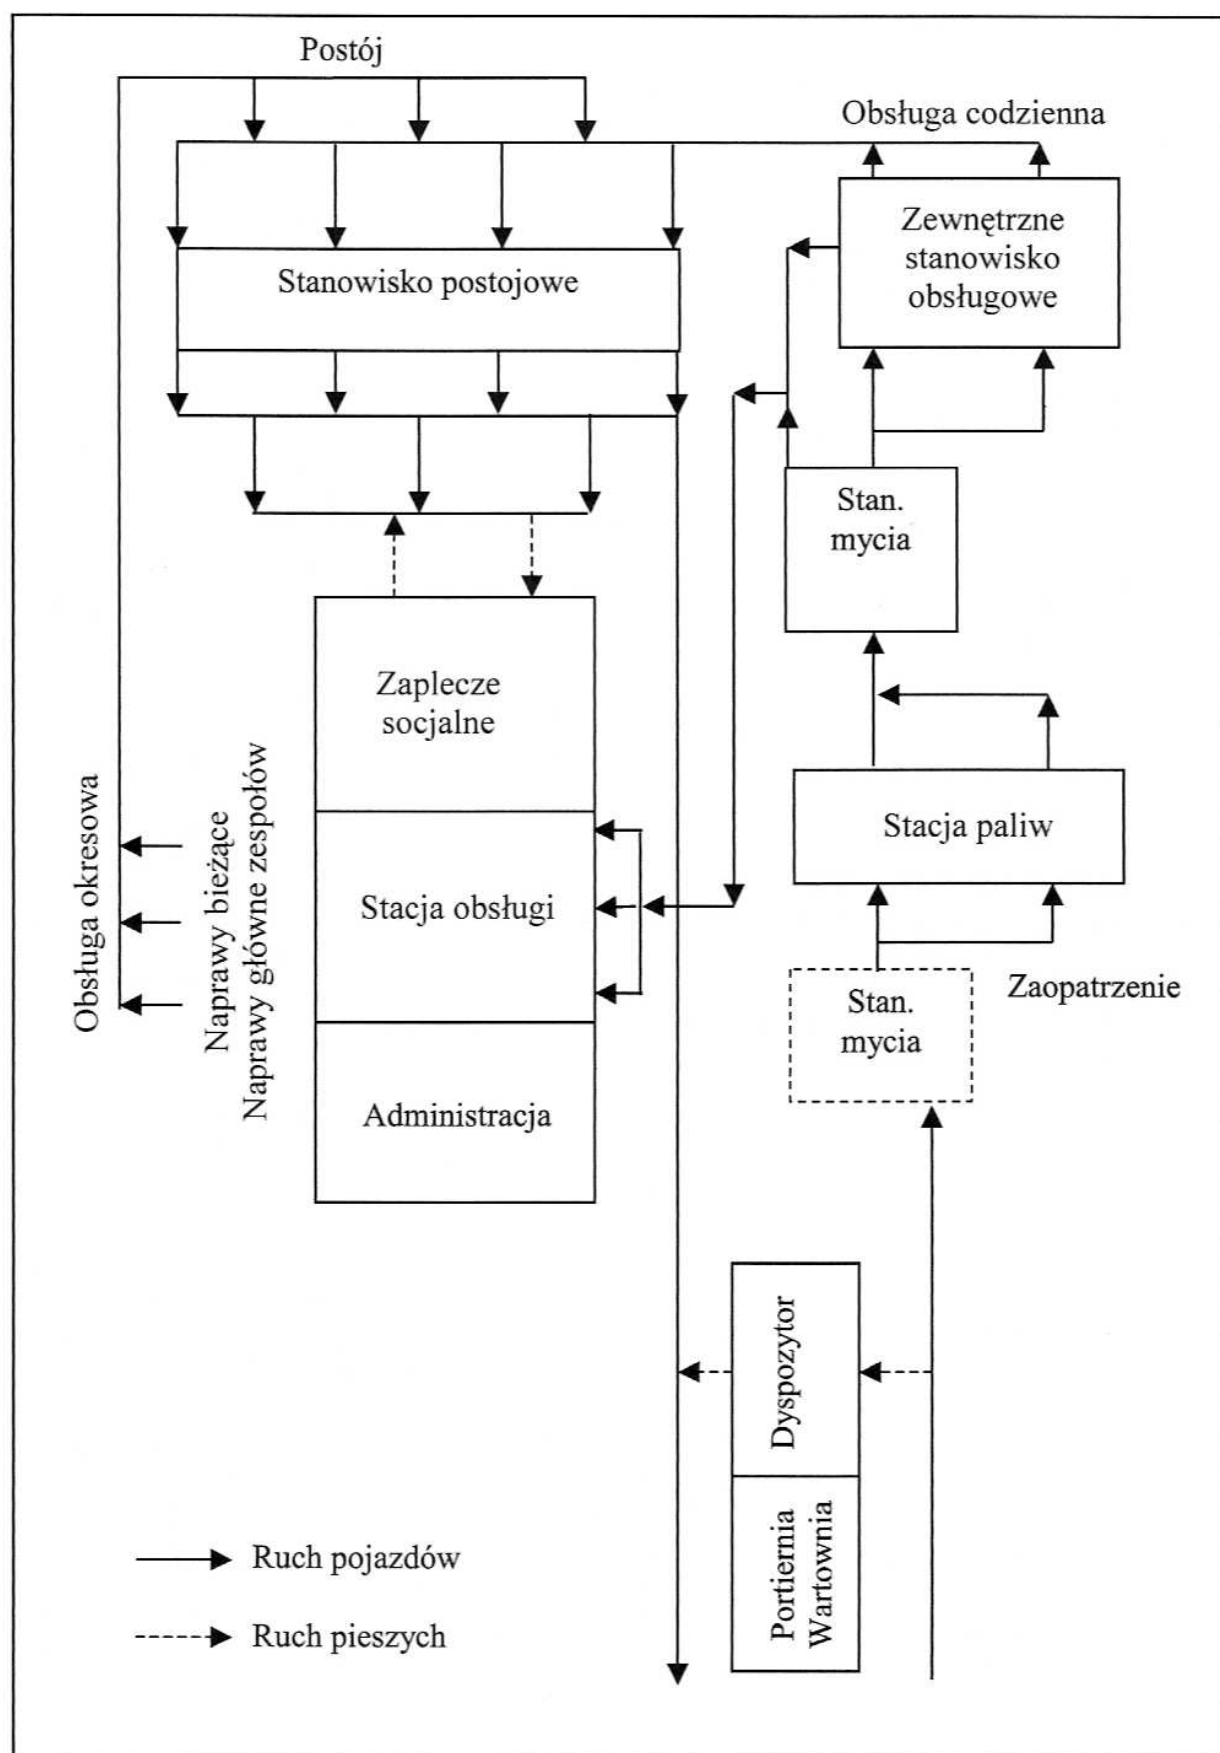 Postój
Obsługa codzienna
Zewnętrzne
stanowisko
obsługowe
Stanowisko postojowe
Stan.
mycia
Zaplecze
socjalne
Stacja paliw
Obsługa okresowa
Naprawy bieżące
Naprawy główne zespołów
Stacja obsługi
Zaopatrzenie
Stan.
mycia
Administracja
Dyspozytor
Portiernia
Wartownia
Ruch pojazdów
Ruch pieszych